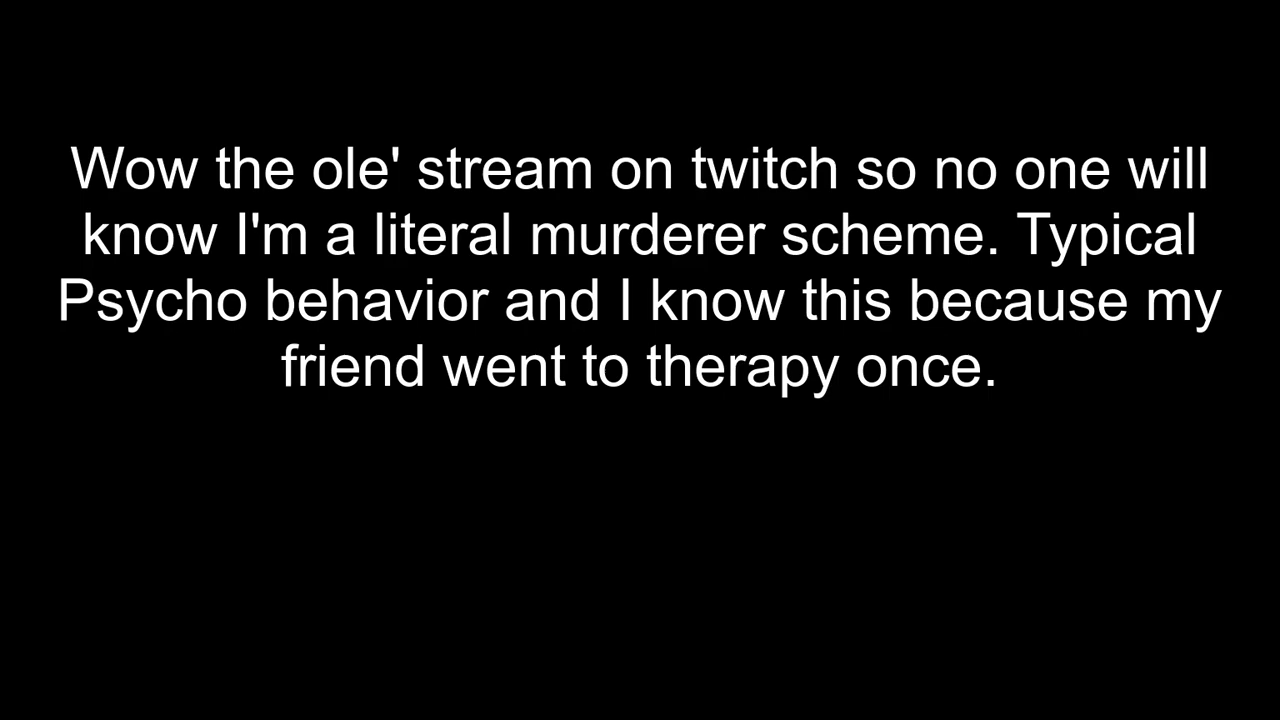 Wow the ole' stream on twitch so no one will
know I'm a literal murderer scheme. Typical
Psycho behavior and I know this because my
friend went to therapy once.